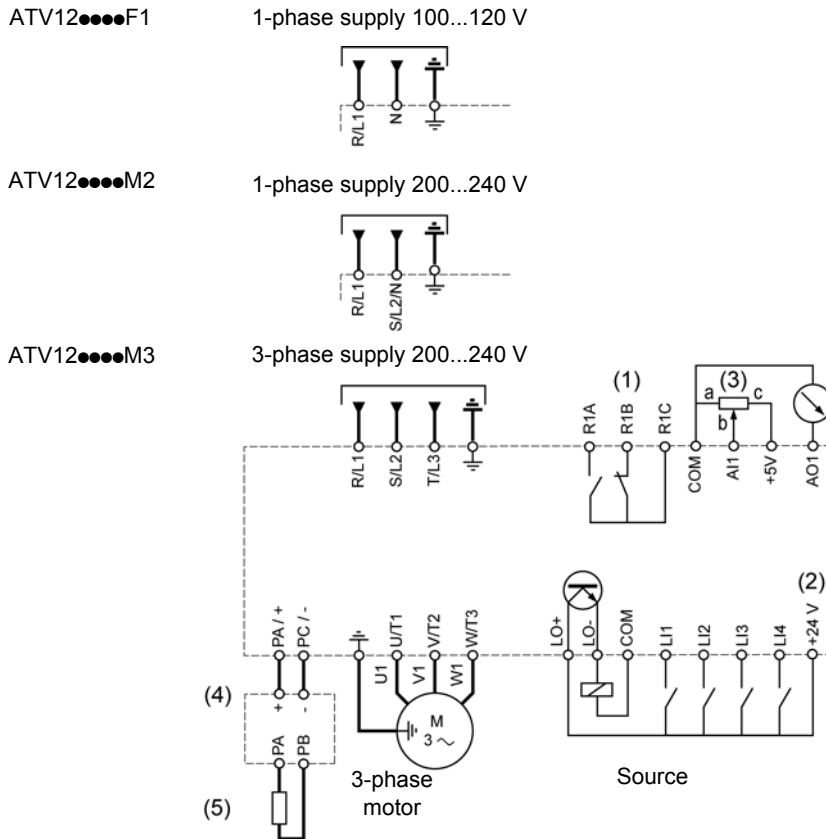 ATV12●●●●F1 1-phase supply 100...120 V
R/L1 N
ATV12●●●●M2 1-phase supply 200...240 V
R/L1 S/L2/N
ATV12●●●●M3 3-phase supply 200...240 V
(1) (3)
a c
b
R/L1 S/L2 T/L3 R1A R1B R1C COM AI1 +5V AO1
(2)
PA / + PC / - U/T1 V/T2 W/T3 LO+ LO- COM LI1 LI2 LI3 LI4 +24 V
U1 V1 W1
(4) + -
M
3 ~
PA PB
3-phase
motor
Source
(5)